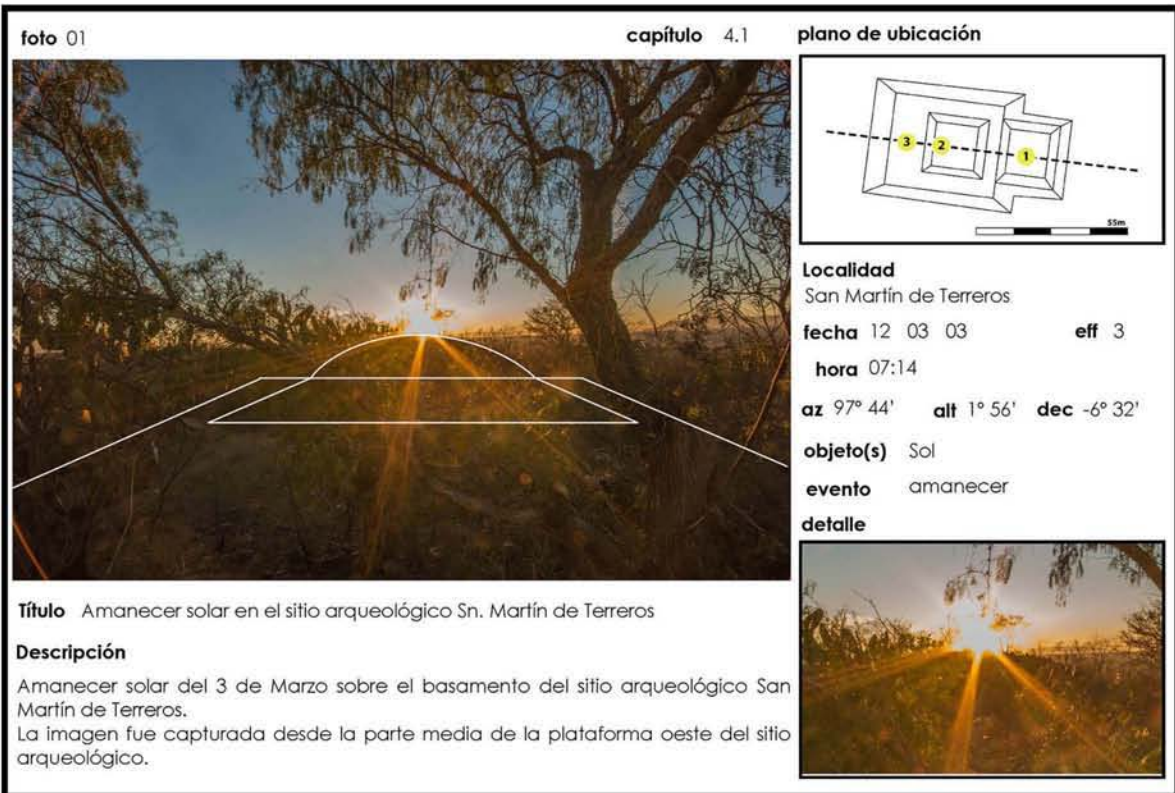 foto 01
capítulo 4.1
plano de ubicación
3
2
1
55m
Localidad
San Martín de Terreros
fecha 12 03 03 eff 3
hora 07:14
az 97° 44' alt 1° 56' dec -6° 32'
objeto(s) Sol
evento amanecer
detalle
Título Amanecer solar en el sitio arqueológico Sn. Martín de Terreros
Descripción
Amanecer solar del 3 de Marzo sobre el basamento del sitio arqueológico San
Martín de Terreros.
La imagen fue capturada desde la parte media de la plataforma oeste del sitio
arqueológico.